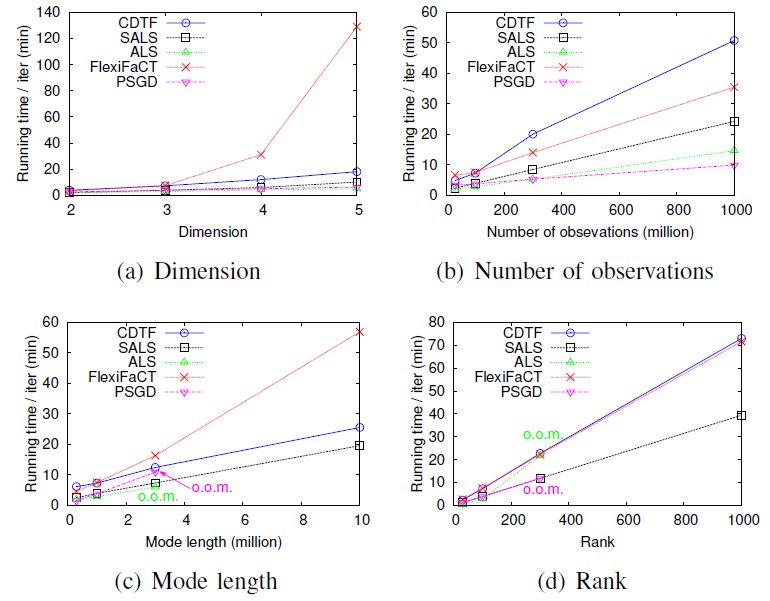 140
120
100
80
60
40
20
0
Running time / iter (min)
CDTF
SALS
ALS
FlexiFaCT
PSGD
2 3 4 5
Dimension
(a) Dimension
60
50
40
30
20
10
0
Running time / iter (min)
CDTF
SALS
ALS
FlexiFaCT
PSGD
0 200 400 600 800 1000
Number of obsevations (million)
(b) Number of observations
60
50
40
30
20
10
0
Running time / iter (min)
CDTF
SALS
ALS
FlexiFaCT
PSGD
o.o.m.
o.o.m.
0 2 4 6 8 10
Mode length (million)
(c) Mode length
80
70
60
50
40
30
20
10
0
Running time / iter (min)
CDTF
SALS
ALS
FlexiFaCT
PSGD
o.o.m.
o.o.m.
0 200 400 600 800 1000
Rank
(d) Rank